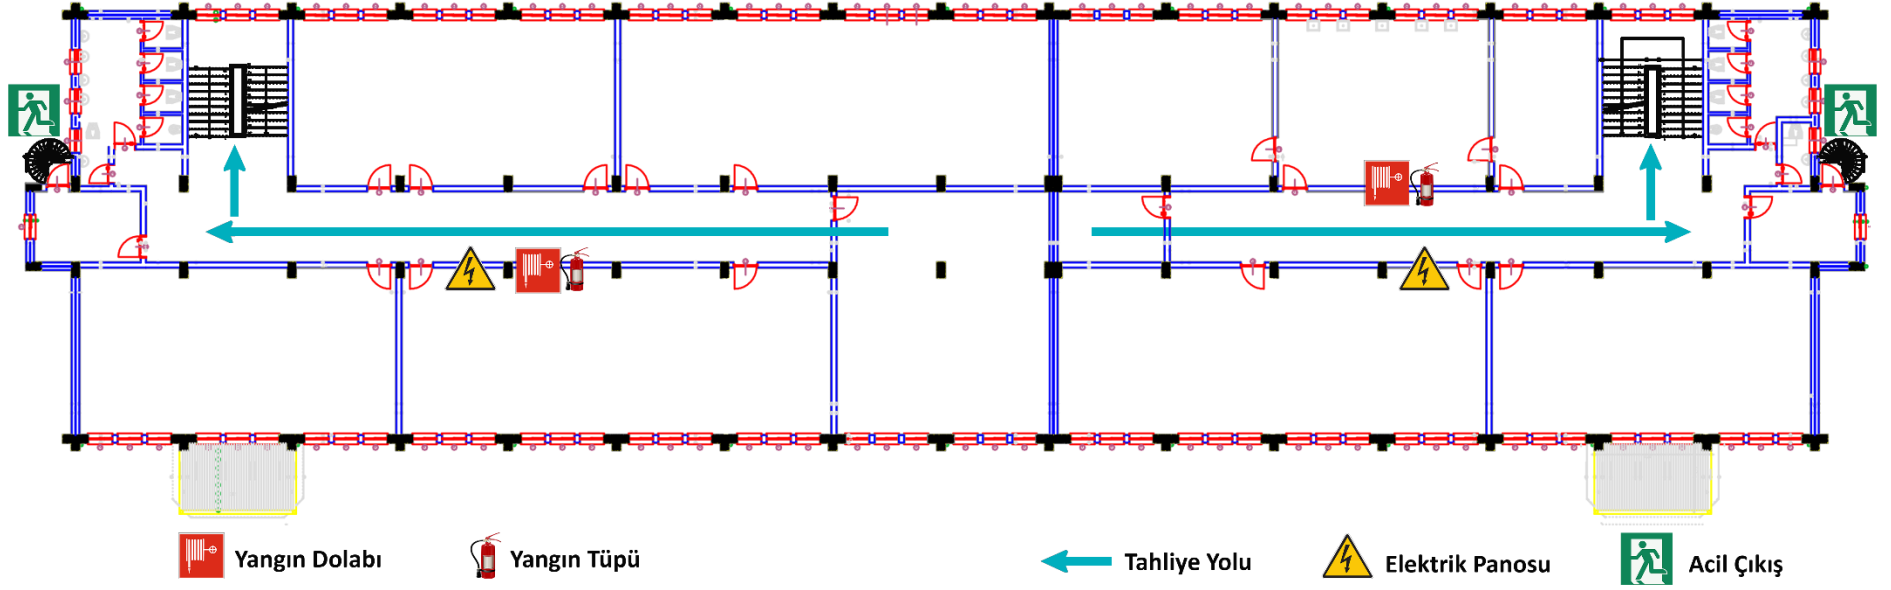 Yangın Dolabı
Yangın Tüpü
Tahliye Yolu
Elektrik Panosu
Acil Çıkış